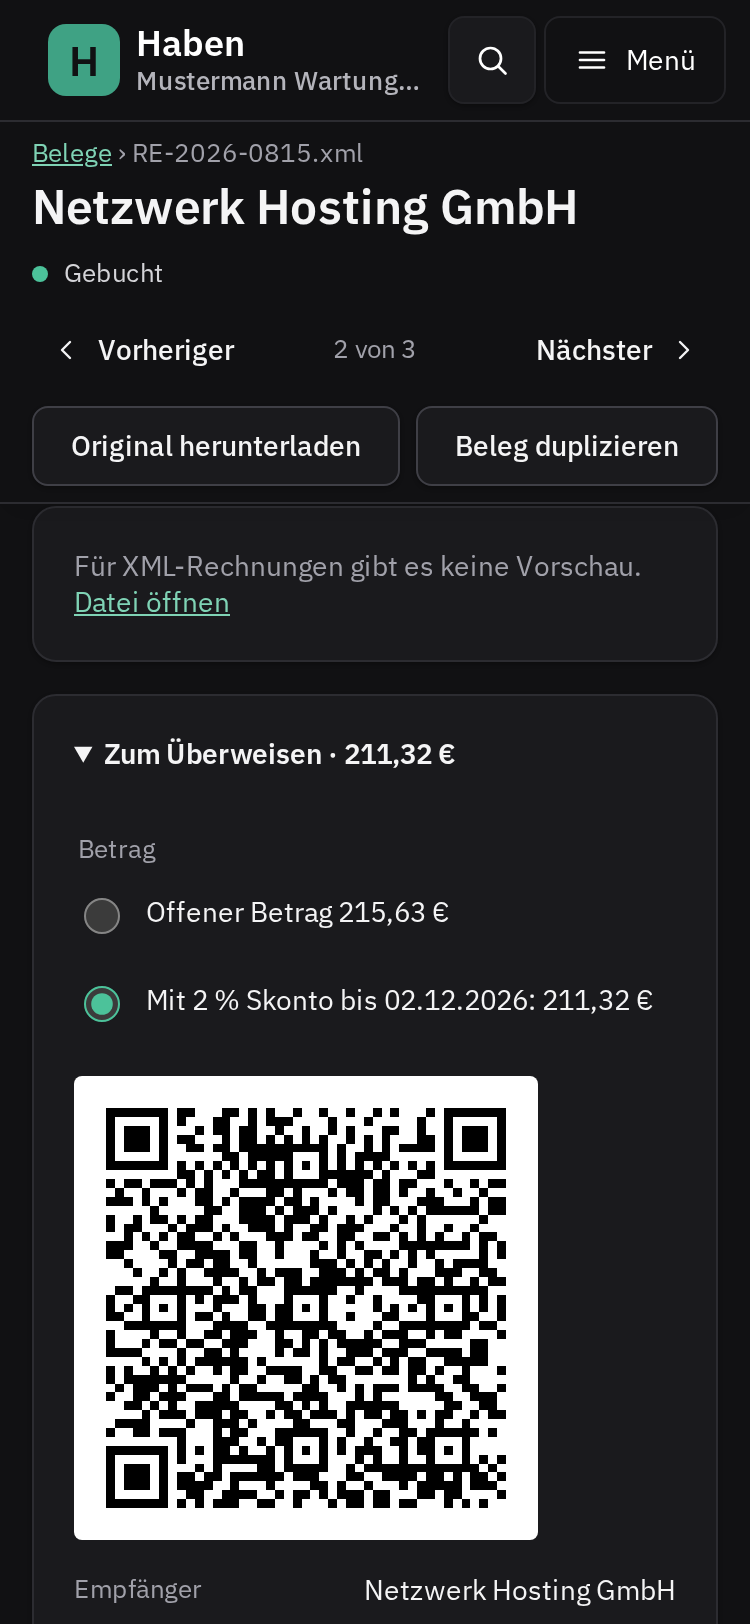 H
Haben
Mustermann Wartung…
Menü
Belege › RE-2026-0815.xml
Netzwerk Hosting GmbH
Gebucht
Vorheriger
2 von 3
Nächster
Original herunterladen
Beleg duplizieren
Für XML-Rechnungen gibt es keine Vorschau.
Datei öffnen
▼ Zum Überweisen · 211,32 €
Betrag
Offener Betrag 215,63 €
Mit 2 % Skonto bis 02.12.2026: 211,32 €
Empfänger
Netzwerk Hosting GmbH